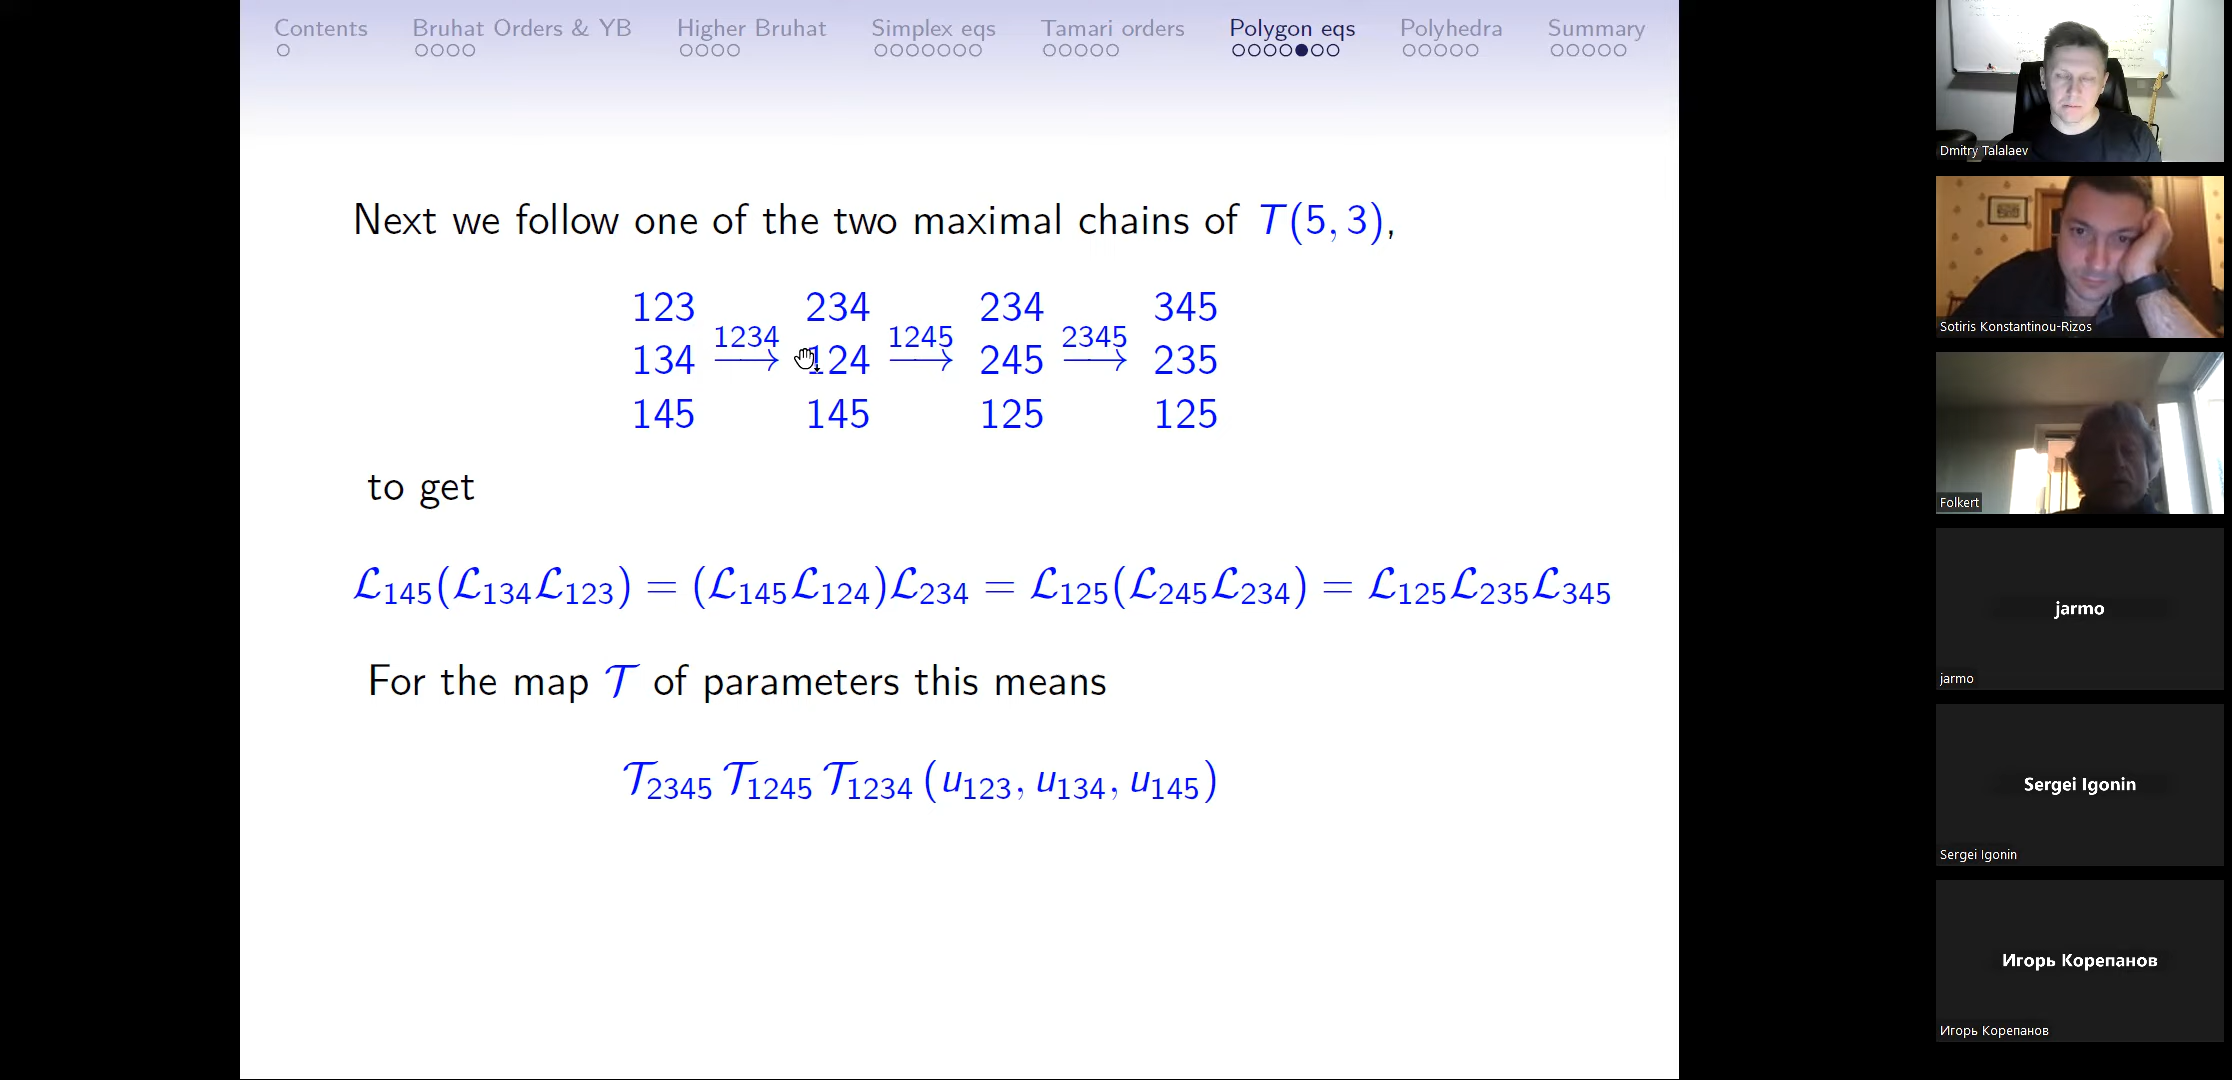 Contents Bruhat Orders & YB Higher Bruhat Simplex eqs Tamari orders Polygon eqs Polyhedra Summary
Next we follow one of the two maximal chains of T(5, 3),
123 234 234 345
1234 1245 2345
134 → 124 → 245 → 235
145 145 125 125
to get
ℒ₁₄₅(ℒ₁₃₄ℒ₁₂₃) = (ℒ₁₄₅ℒ₁₂₄)ℒ₂₃₄ = ℒ₁₂₅(ℒ₂₄₅ℒ₂₃₄) = ℒ₁₂₅ℒ₂₃₅ℒ₃₄₅
For the map 𝒯 of parameters this means
𝒯₂₃₄₅ 𝒯₁₂₄₅ 𝒯₁₂₃₄ (u₁₂₃, u₁₃₄, u₁₄₅)
Dmitry Talalaev
Sotiris Konstantinou-Rizos
Folkert
jarmo
jarmo
Sergei Igonin
Sergei Igonin
Игорь Корепанов
Игорь Корепанов